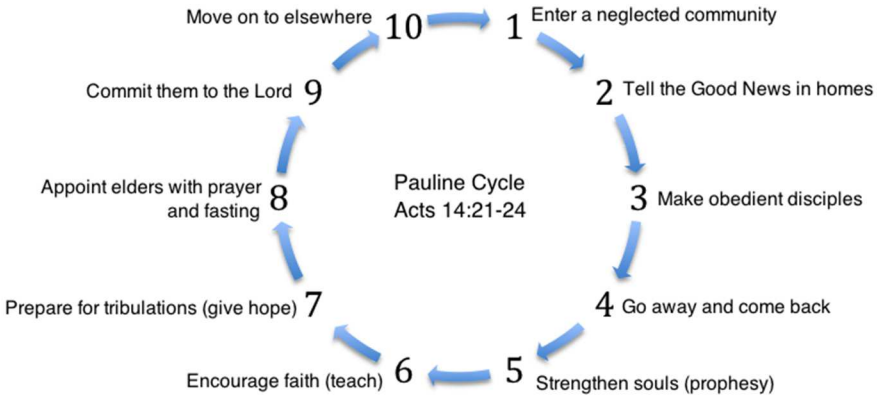 Move on to elsewhere 10
1 Enter a neglected community
Commit them to the Lord 9
2 Tell the Good News in homes
Appoint elders with prayer
and fasting 8
Pauline Cycle
Acts 14:21-24
3 Make obedient disciples
Prepare for tribulations (give hope) 7
4 Go away and come back
Encourage faith (teach) 6
5 Strengthen souls (prophesy)